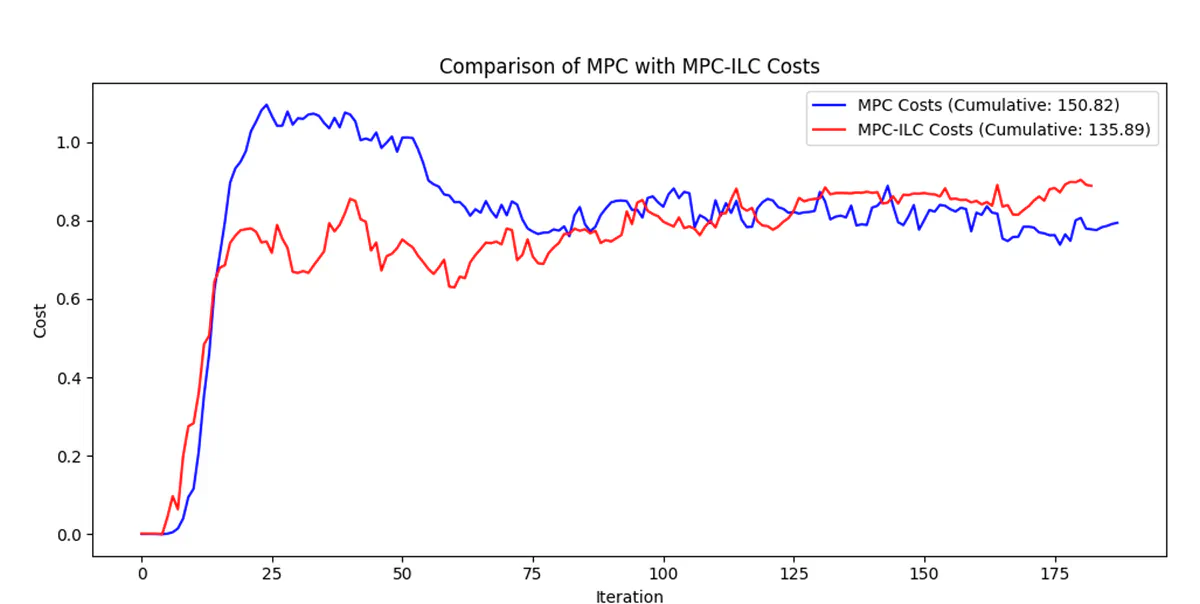 Comparison of MPC with MPC-ILC Costs
MPC Costs (Cumulative: 150.82)
MPC-ILC Costs (Cumulative: 135.89)
Cost
1.0
0.8
0.6
0.4
0.2
0.0
0 25 50 75 100 125 150 175
Iteration